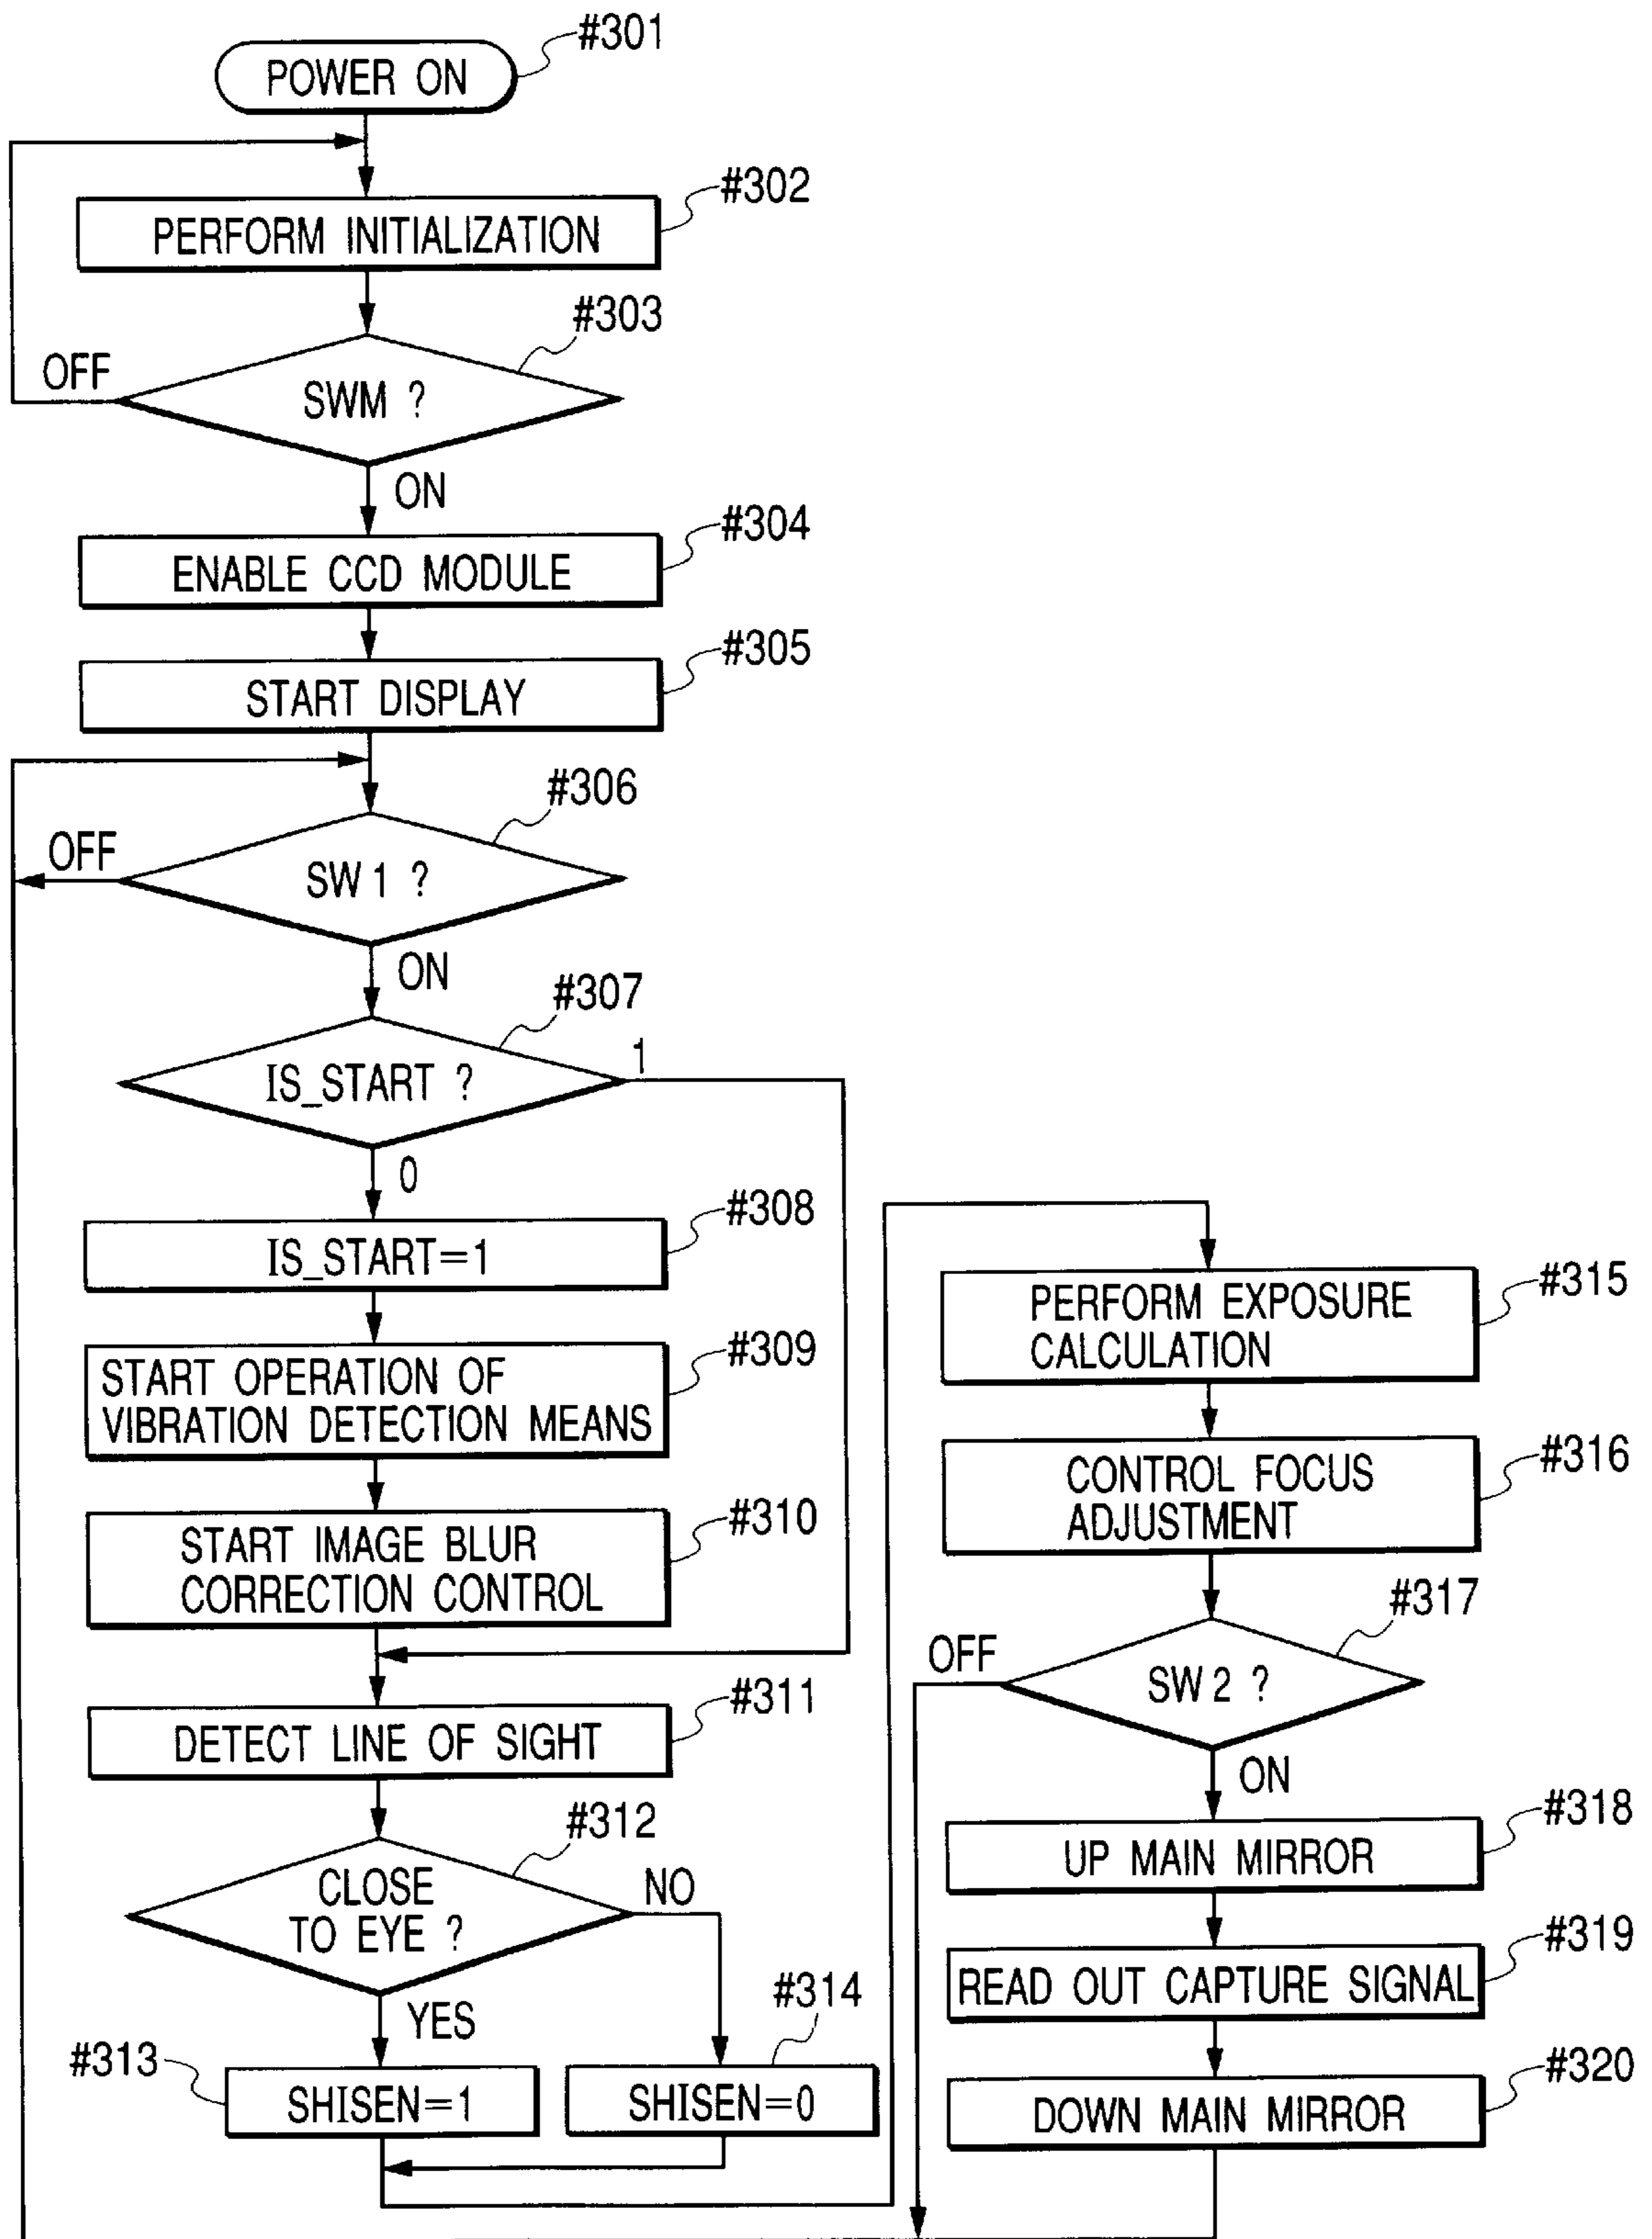 #301
POWER ON
#302
PERFORM INITIALIZATION
#303
OFF
SWM ?
ON
#304
ENABLE CCD MODULE
#305
START DISPLAY
#306
OFF
SW 1 ?
ON
#307
IS_START ?
1
0
#308
IS_START=1
#309
START OPERATION OF
VIBRATION DETECTION MEANS
#310
START IMAGE BLUR
CORRECTION CONTROL
#311
DETECT LINE OF SIGHT
#312
CLOSE
TO EYE ?
NO
YES
#313
SHISEN=1
#314
SHISEN=0
#315
PERFORM EXPOSURE
CALCULATION
#316
CONTROL FOCUS
ADJUSTMENT
#317
OFF
SW 2 ?
ON
#318
UP MAIN MIRROR
#319
READ OUT CAPTURE SIGNAL
#320
DOWN MAIN MIRROR